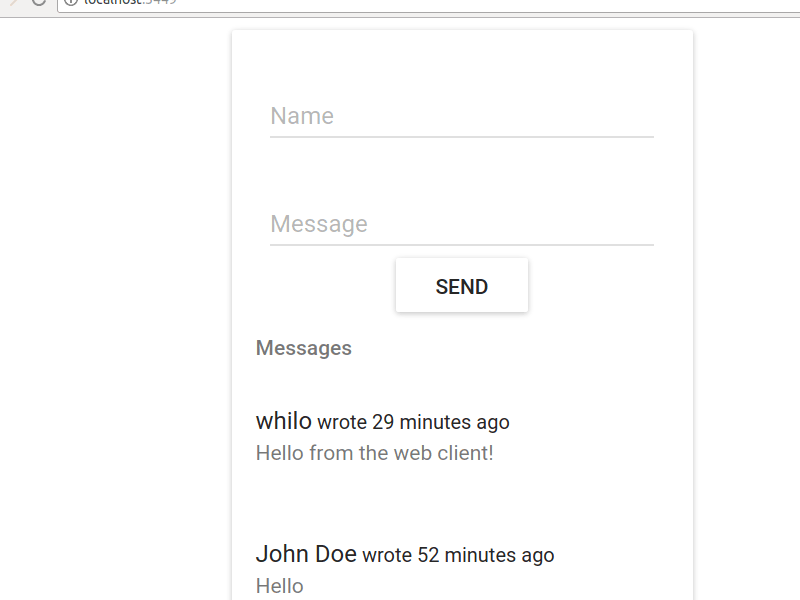 localhost:3449
Name
Message
SEND
Messages
whilo wrote 29 minutes ago
Hello from the web client!
John Doe wrote 52 minutes ago
Hello